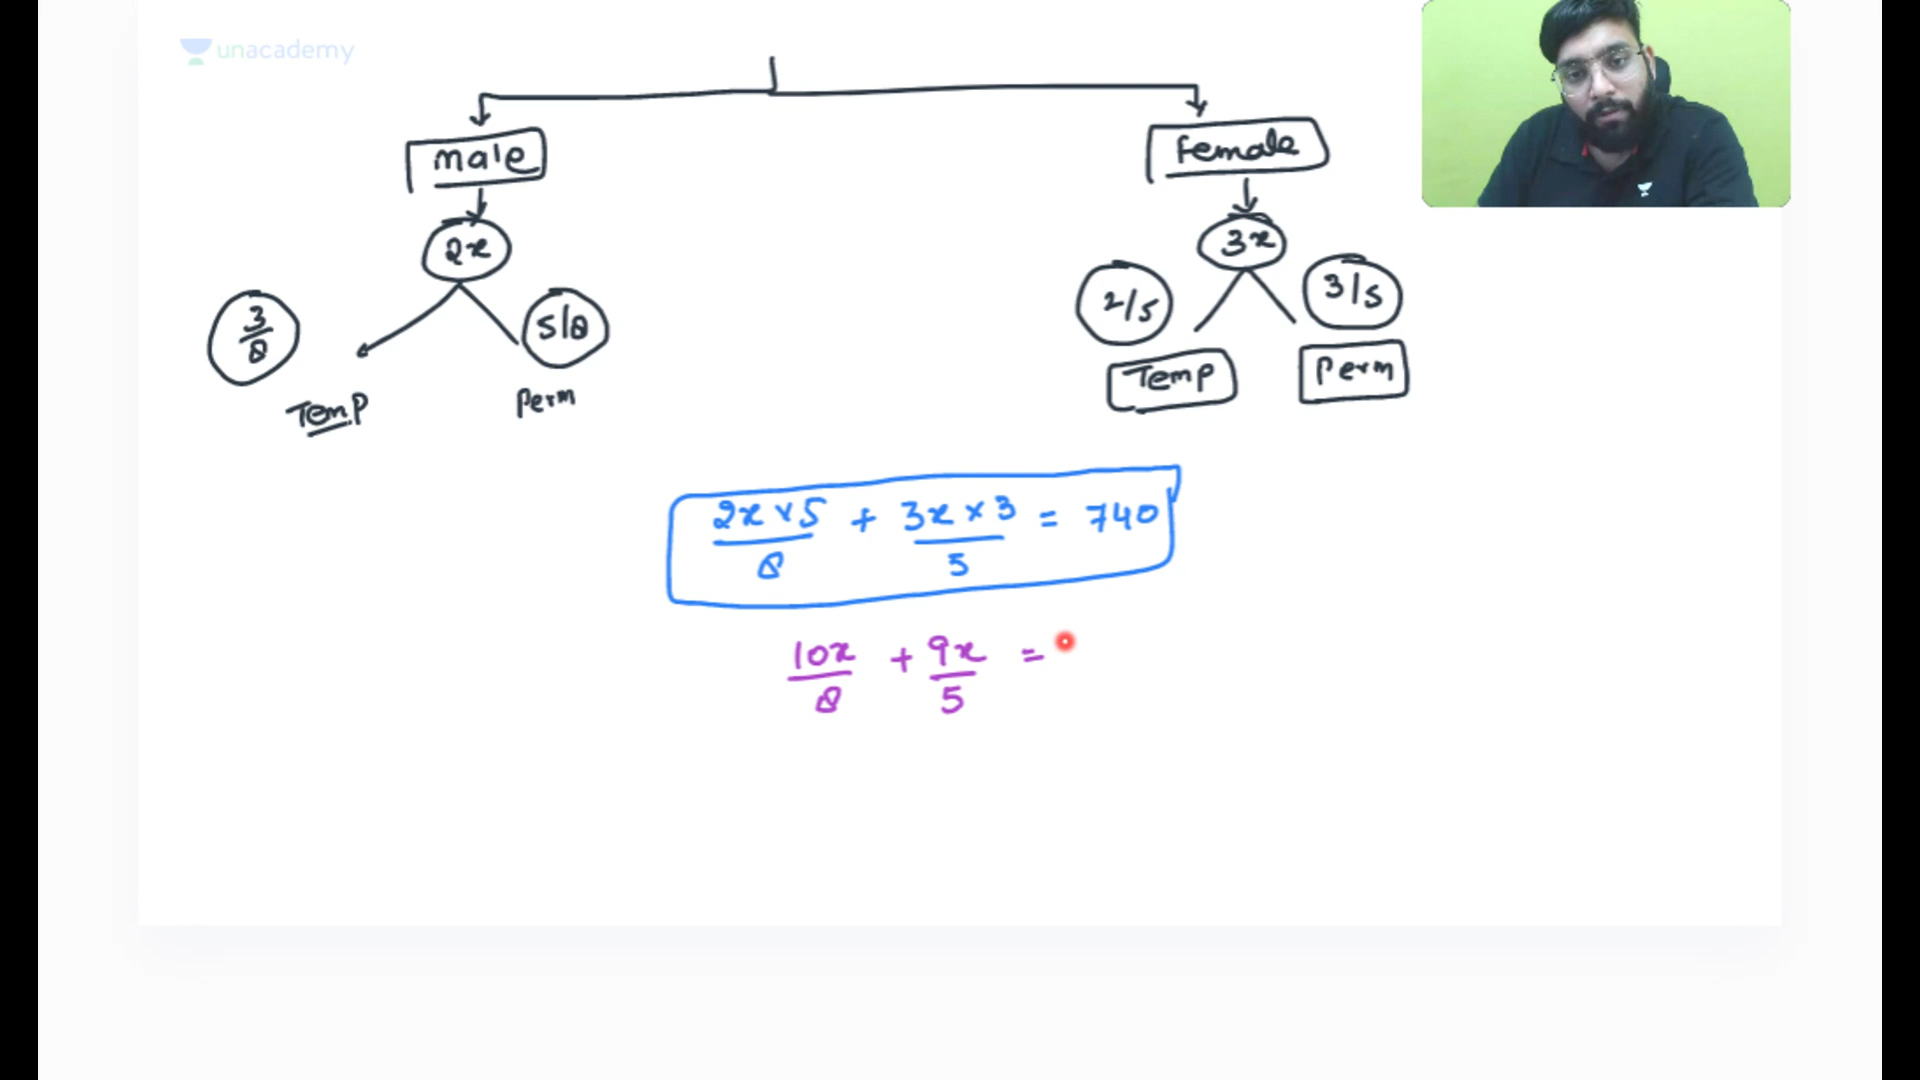 unacademy
male
Female
2x
3x
3/8
5/8
2/5
3/5
Temp
Perm
Temp
Perm
2x×5/8 + 3x×3/5 = 740
10x/8 + 9x/5 =